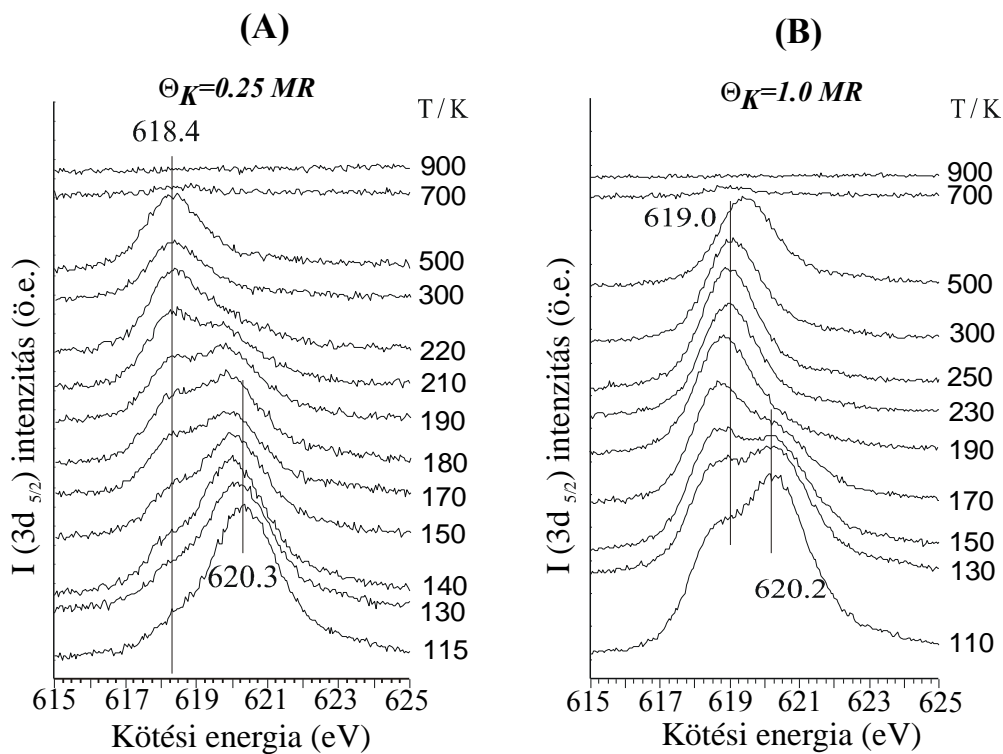 (A)
ΘK=0.25 MR
T / K
618.4
900
700
500
300
220
210
190
180
170
150
140
130
115
620.3
I (3d 5/2) intenzitás (ö.e.)
615 617 619 621 623 625
Kötési energia (eV)
(B)
ΘK=1.0 MR
T / K
900
700
619.0
500
300
250
230
190
170
150
130
110
620.2
I (3d 5/2) intenzitás (ö.e.)
615 617 619 621 623 625
Kötési energia (eV)